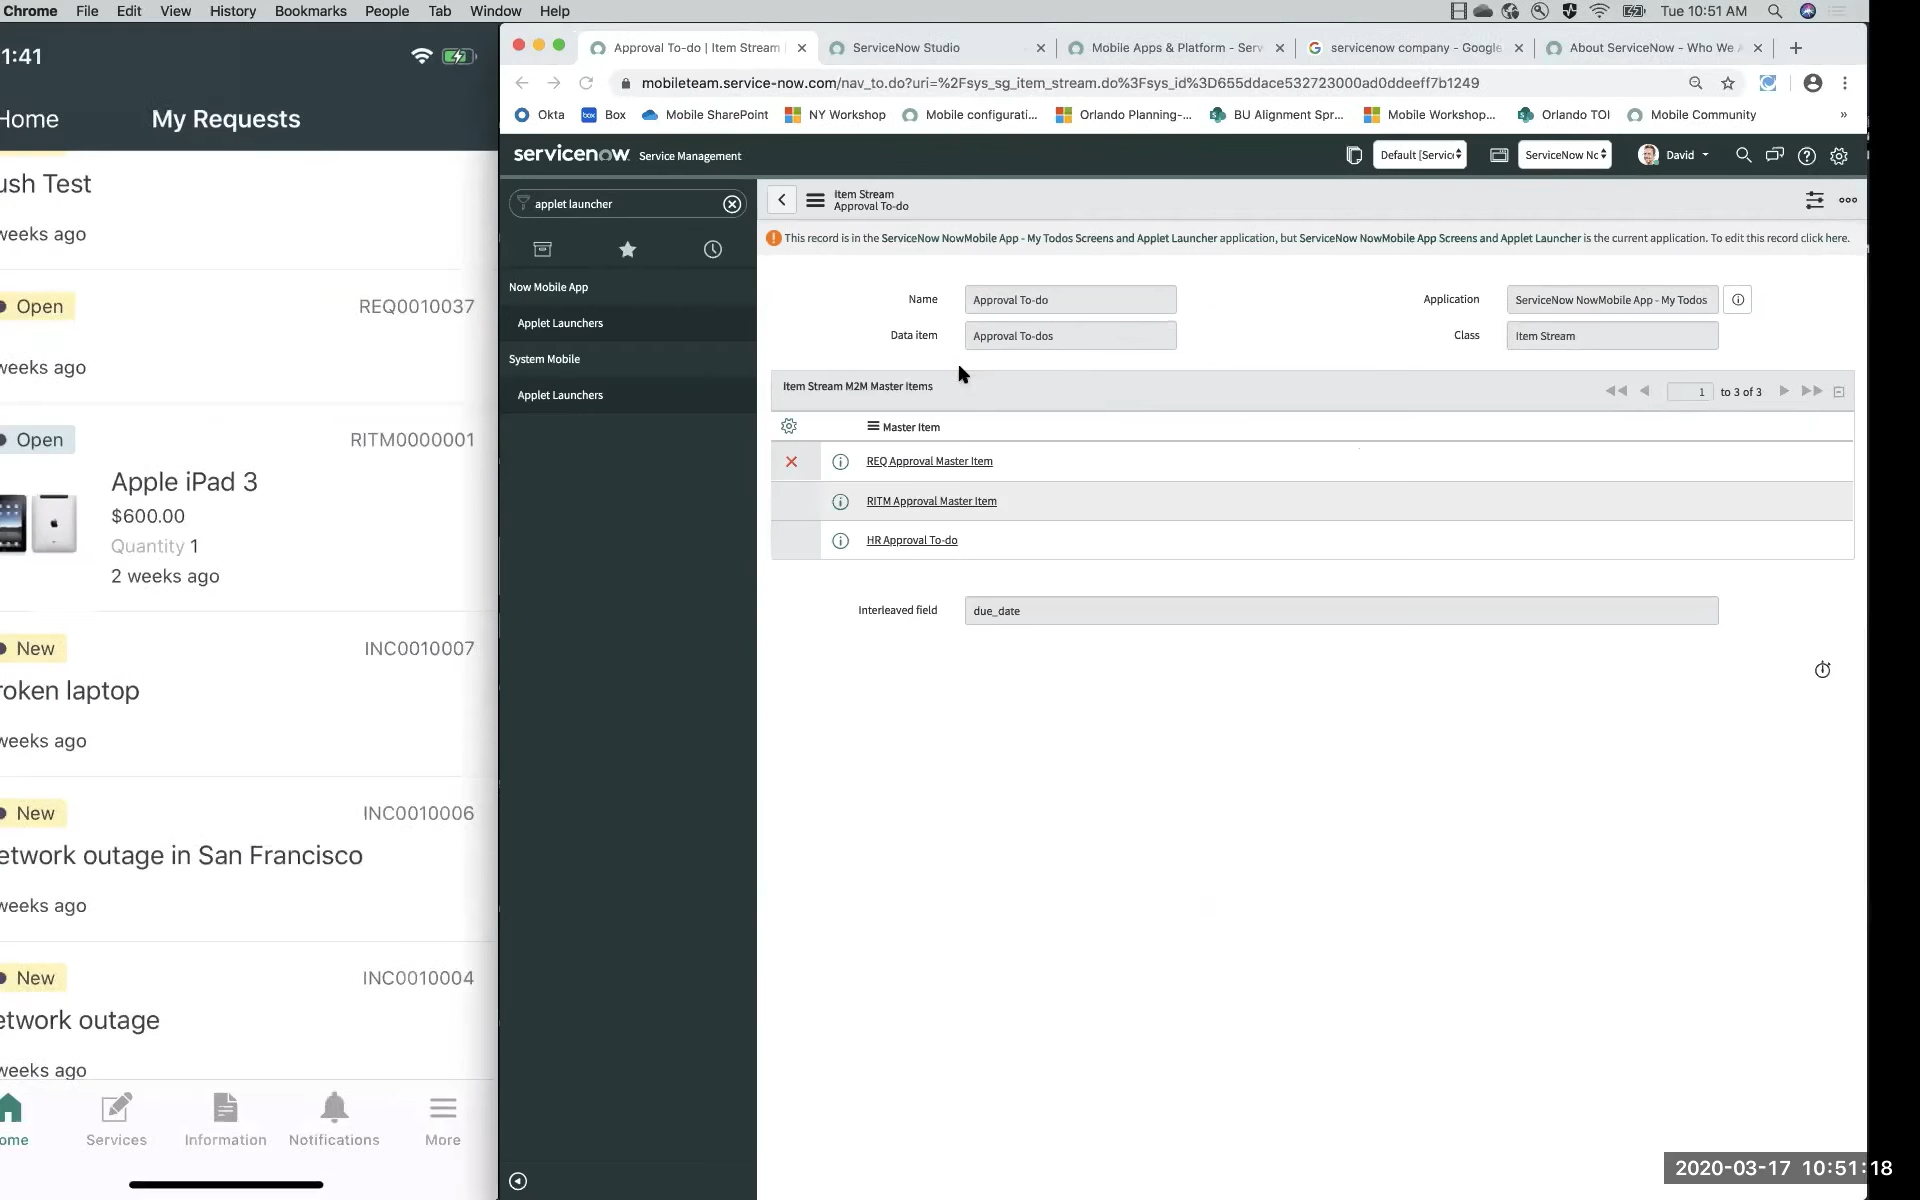 Chrome File Edit View History Bookmarks People Tab Window Help
Tue 10:51 AM
1:41
Home
My Requests
ush Test
weeks ago
Open REQ0010037
weeks ago
Open RITM0000001
Apple iPad 3
$600.00
Quantity 1
2 weeks ago
New INC0010007
roken laptop
weeks ago
New INC0010006
etwork outage in San Francisco
weeks ago
New INC0010004
etwork outage
weeks ago
ome Services Information Notifications More
Approval To-do | Item Stream
ServiceNow Studio
Mobile Apps & Platform - Serv
servicenow company - Google
About ServiceNow - Who We A
mobileteam.service-now.com/nav_to.do?uri=%2Fsys_sg_item_stream.do%3Fsys_id%3D655ddace532723000ad0ddeeff7b1249
Okta Box Mobile SharePoint NY Workshop Mobile configurati... Orlando Planning-... BU Alignment Spr... Mobile Workshop... Orlando TOI Mobile Community »
servicenow Service Management
Default [Servic
ServiceNow Nc
David
applet launcher
Now Mobile App
Applet Launchers
System Mobile
Applet Launchers
Item Stream
Approval To-do
This record is in the ServiceNow NowMobile App - My Todos Screens and Applet Launcher application, but ServiceNow NowMobile App Screens and Applet Launcher is the current application. To edit this record click here.
Name Approval To-do
Application ServiceNow NowMobile App - My Todos
Data item Approval To-dos
Class Item Stream
Item Stream M2M Master Items
1 to 3 of 3
Master Item
REQ Approval Master Item
RITM Approval Master Item
HR Approval To-do
Interleaved field due_date
2020-03-17 10:51:18